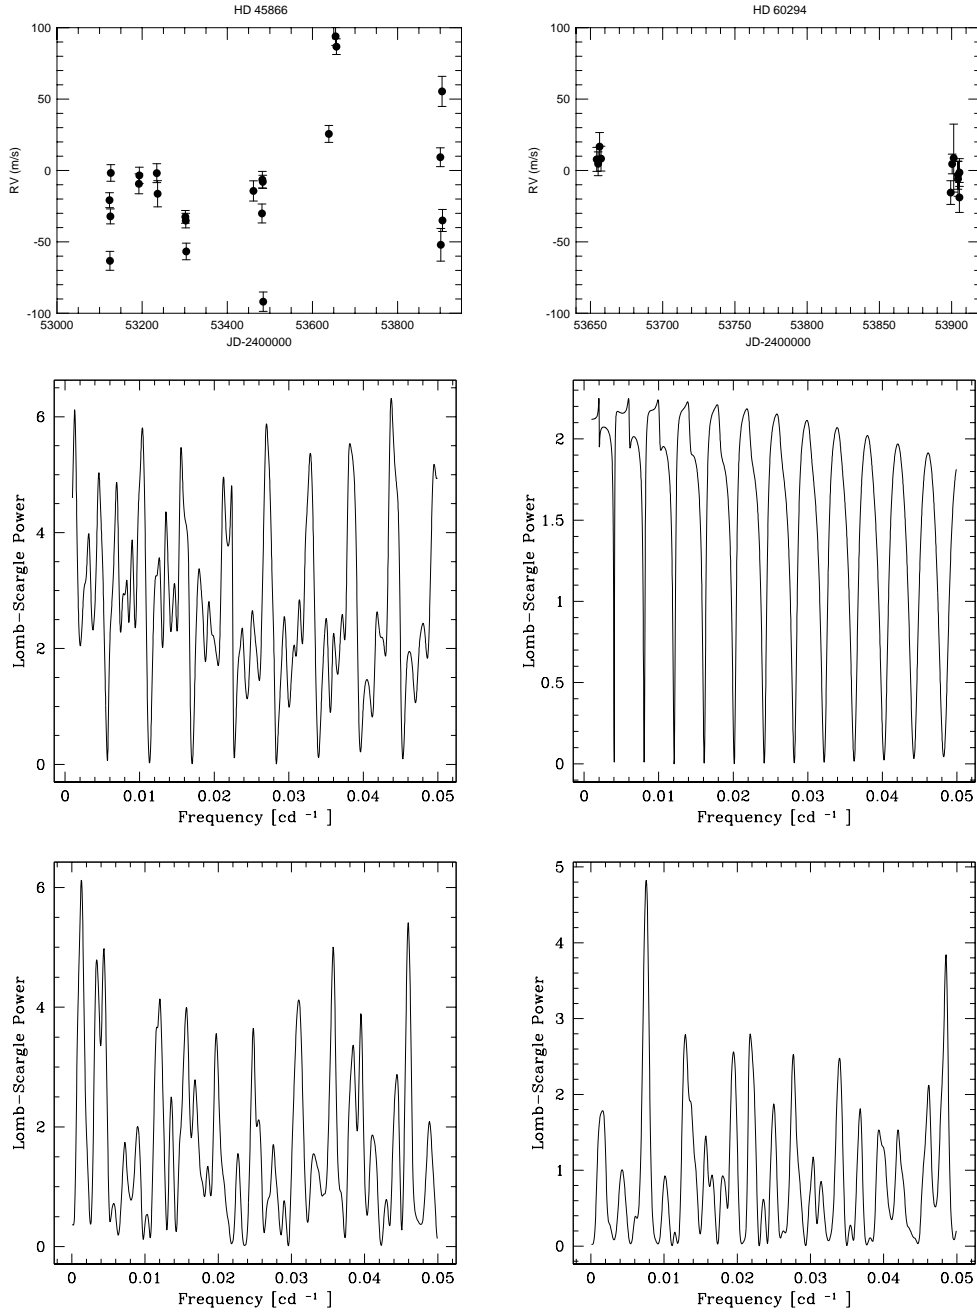 HD 45866
100
50
0
-50
-100
RV (m/s)
53000 53200 53400 53600 53800
JD-2400000
HD 60294
100
50
0
-50
-100
RV (m/s)
53650 53700 53750 53800 53850 53900
JD-2400000
6
4
2
0
Lomb-Scargle Power
0 0.01 0.02 0.03 0.04 0.05
Frequency [cd ⁻¹ ]
2
1.5
1
0.5
0
Lomb-Scargle Power
0 0.01 0.02 0.03 0.04 0.05
Frequency [cd ⁻¹ ]
6
4
2
0
Lomb-Scargle Power
0 0.01 0.02 0.03 0.04 0.05
Frequency [cd ⁻¹ ]
5
4
3
2
1
0
Lomb-Scargle Power
0 0.01 0.02 0.03 0.04 0.05
Frequency [cd ⁻¹ ]